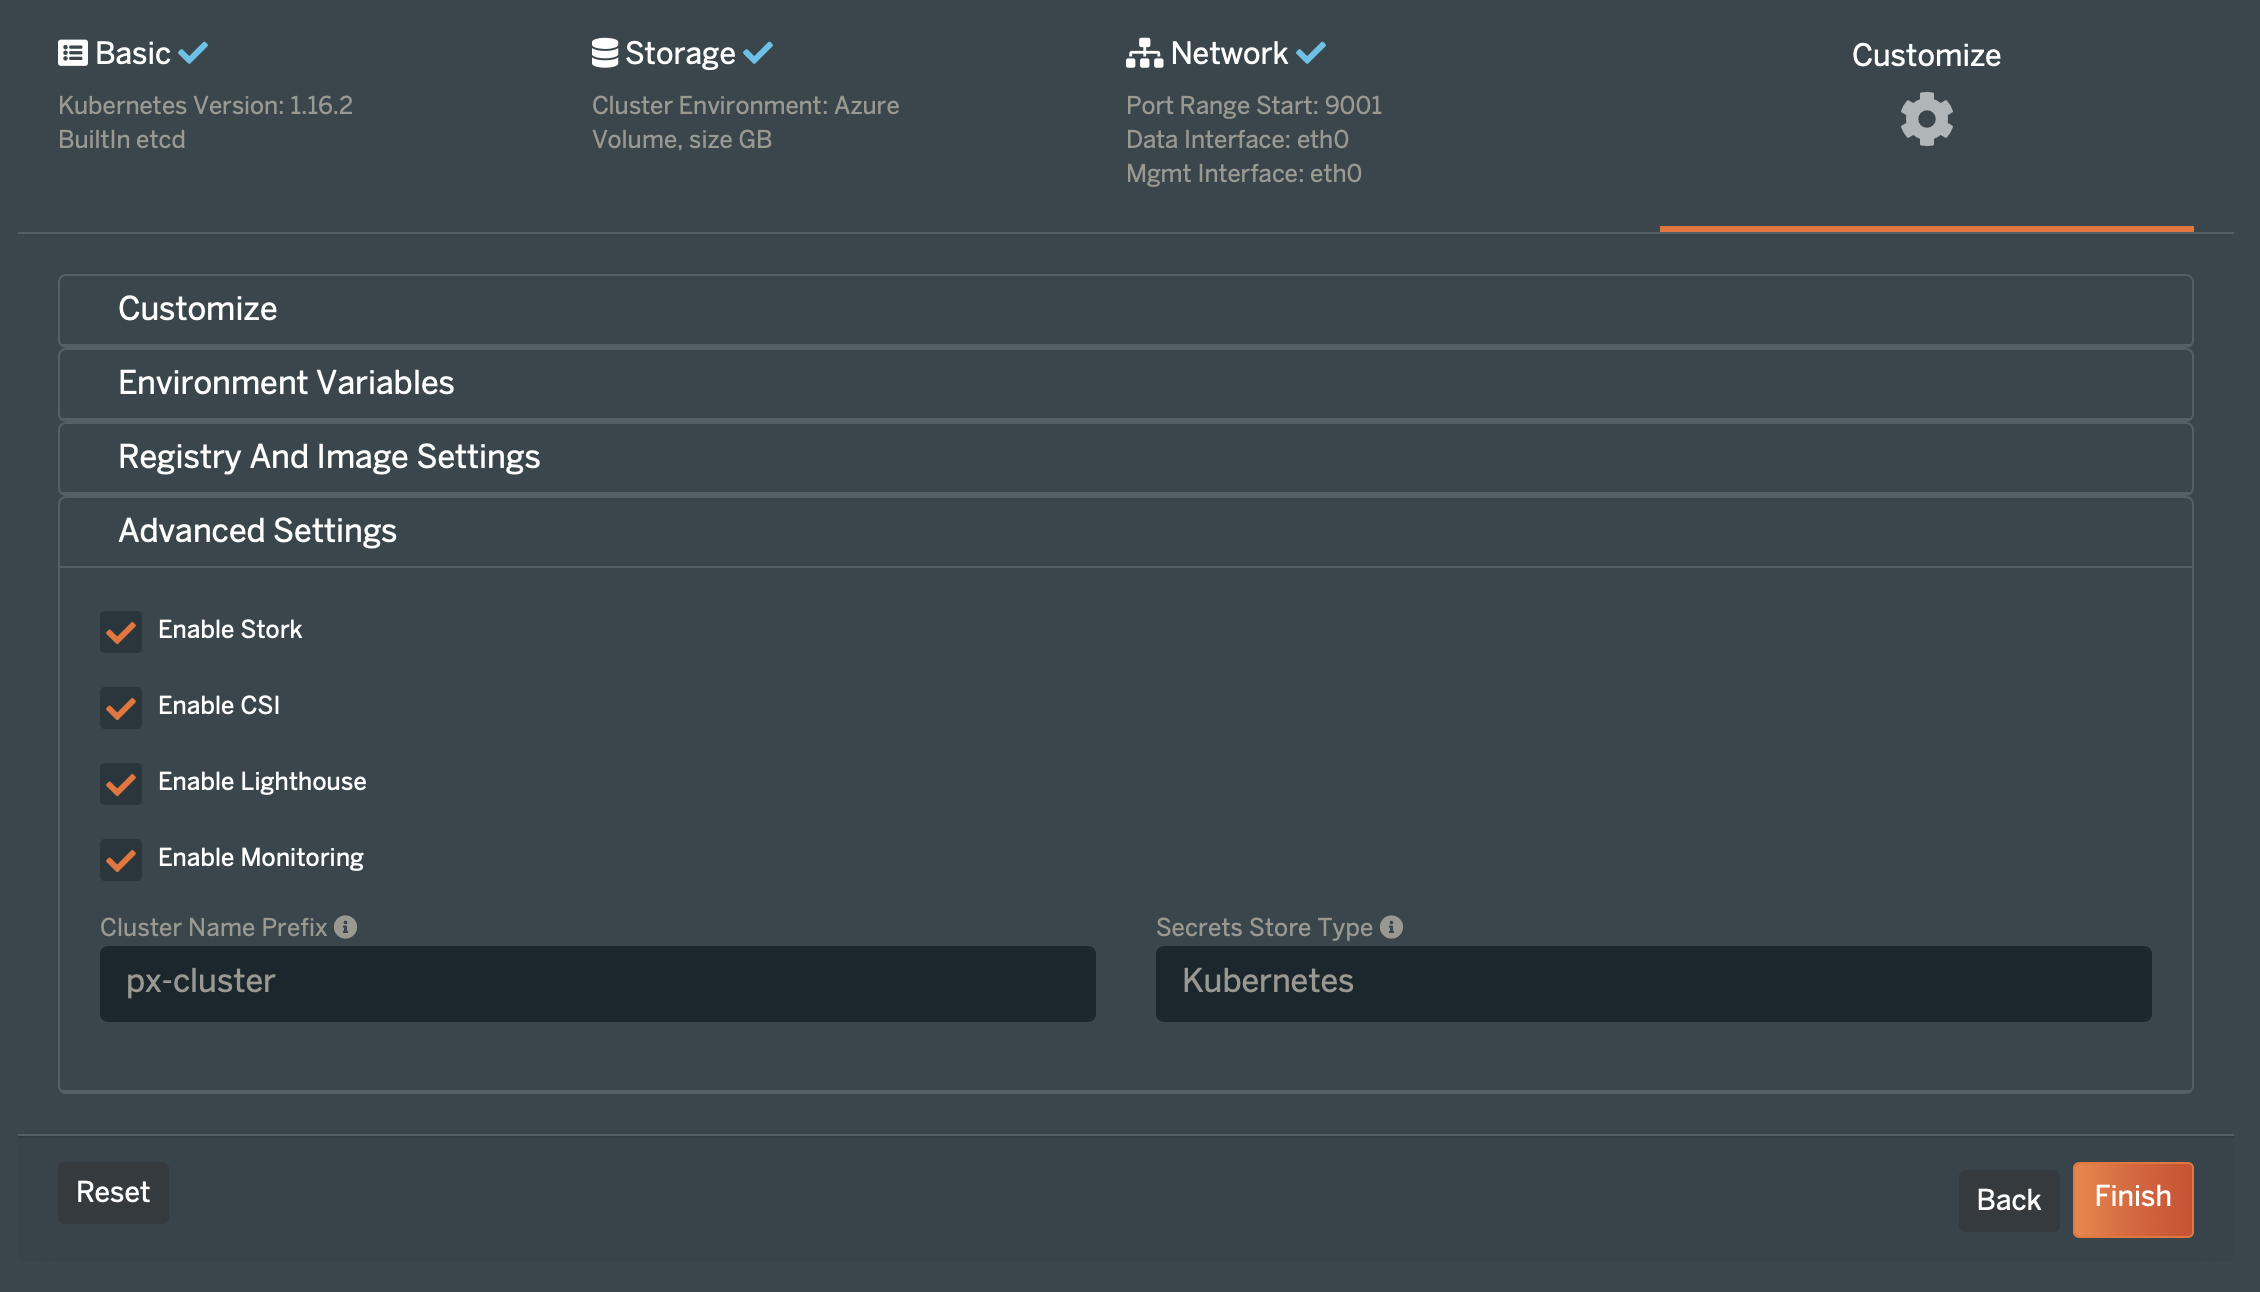 Basic
Kubernetes Version: 1.16.2
BuiltIn etcd
Storage
Cluster Environment: Azure
Volume, size GB
Network
Port Range Start: 9001
Data Interface: eth0
Mgmt Interface: eth0
Customize
Customize
Environment Variables
Registry And Image Settings
Advanced Settings
Enable Stork
Enable CSI
Enable Lighthouse
Enable Monitoring
Cluster Name Prefix
px-cluster
Secrets Store Type
Kubernetes
Reset
Back
Finish